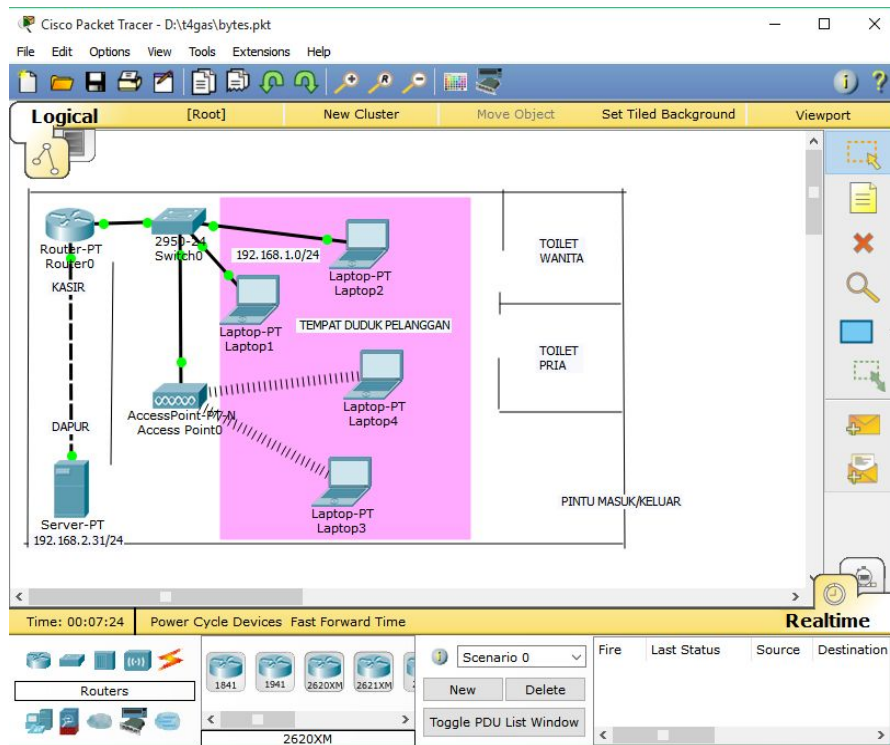 Cisco Packet Tracer - D:\t4gas\bytes.pkt
File Edit Options View Tools Extensions Help
Logical [Root] New Cluster Move Object Set Tiled Background Viewport
Router-PT
Router0
KASIR
2950-24
Switch0
192.168.1.0/24
Laptop-PT
Laptop2
Laptop-PT
Laptop1
TEMPAT DUDUK PELANGGAN
TOILET
WANITA
TOILET
PRIA
Laptop-PT
Laptop4
AccessPoint-PT-N
Access Point0
DAPUR
Laptop-PT
Laptop3
Server-PT
192.168.2.31/24
PINTU MASUK/KELUAR
Time: 00:07:24 Power Cycle Devices Fast Forward Time Realtime
Routers
1841 1941 2620XM 2621XM
2620XM
Scenario 0
New Delete
Toggle PDU List Window
Fire Last Status Source Destination